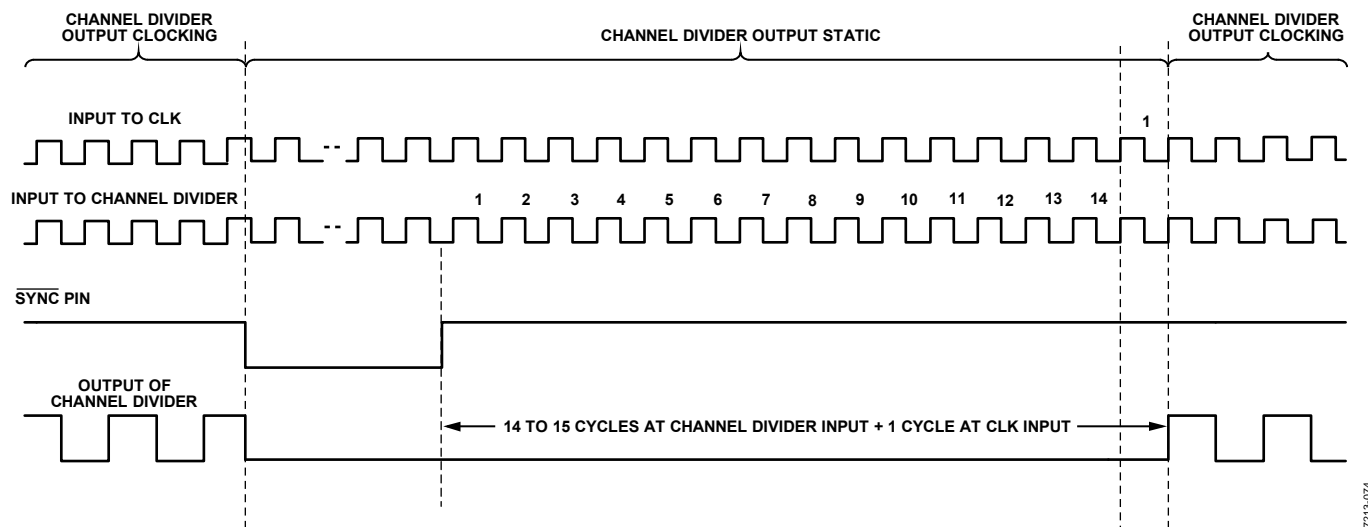 CHANNEL DIVIDER
OUTPUT CLOCKING
CHANNEL DIVIDER OUTPUT STATIC
CHANNEL DIVIDER
OUTPUT CLOCKING
INPUT TO CLK
1
INPUT TO CHANNEL DIVIDER
1 2 3 4 5 6 7 8 9 10 11 12 13 14
SYNC PIN
OUTPUT OF
CHANNEL DIVIDER
14 TO 15 CYCLES AT CHANNEL DIVIDER INPUT + 1 CYCLE AT CLK INPUT